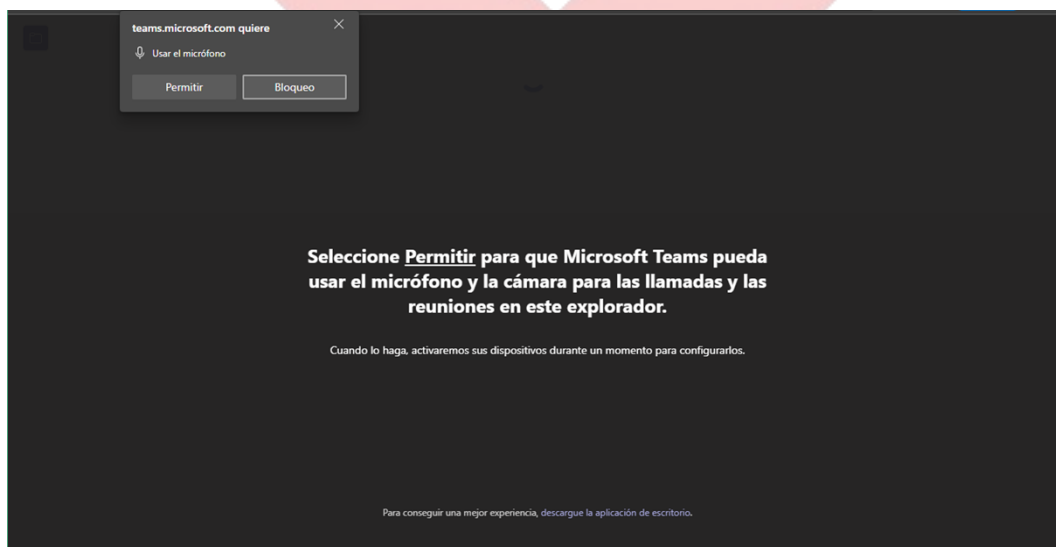 teams.microsoft.com quiere
Usar el micrófono
Permitir
Bloqueo
Seleccione Permitir para que Microsoft Teams pueda
usar el micrófono y la cámara para las llamadas y las
reuniones en este explorador.
Cuando lo haga, activaremos sus dispositivos durante un momento para configurarlos.
Para conseguir una mejor experiencia, descargue la aplicación de escritorio.